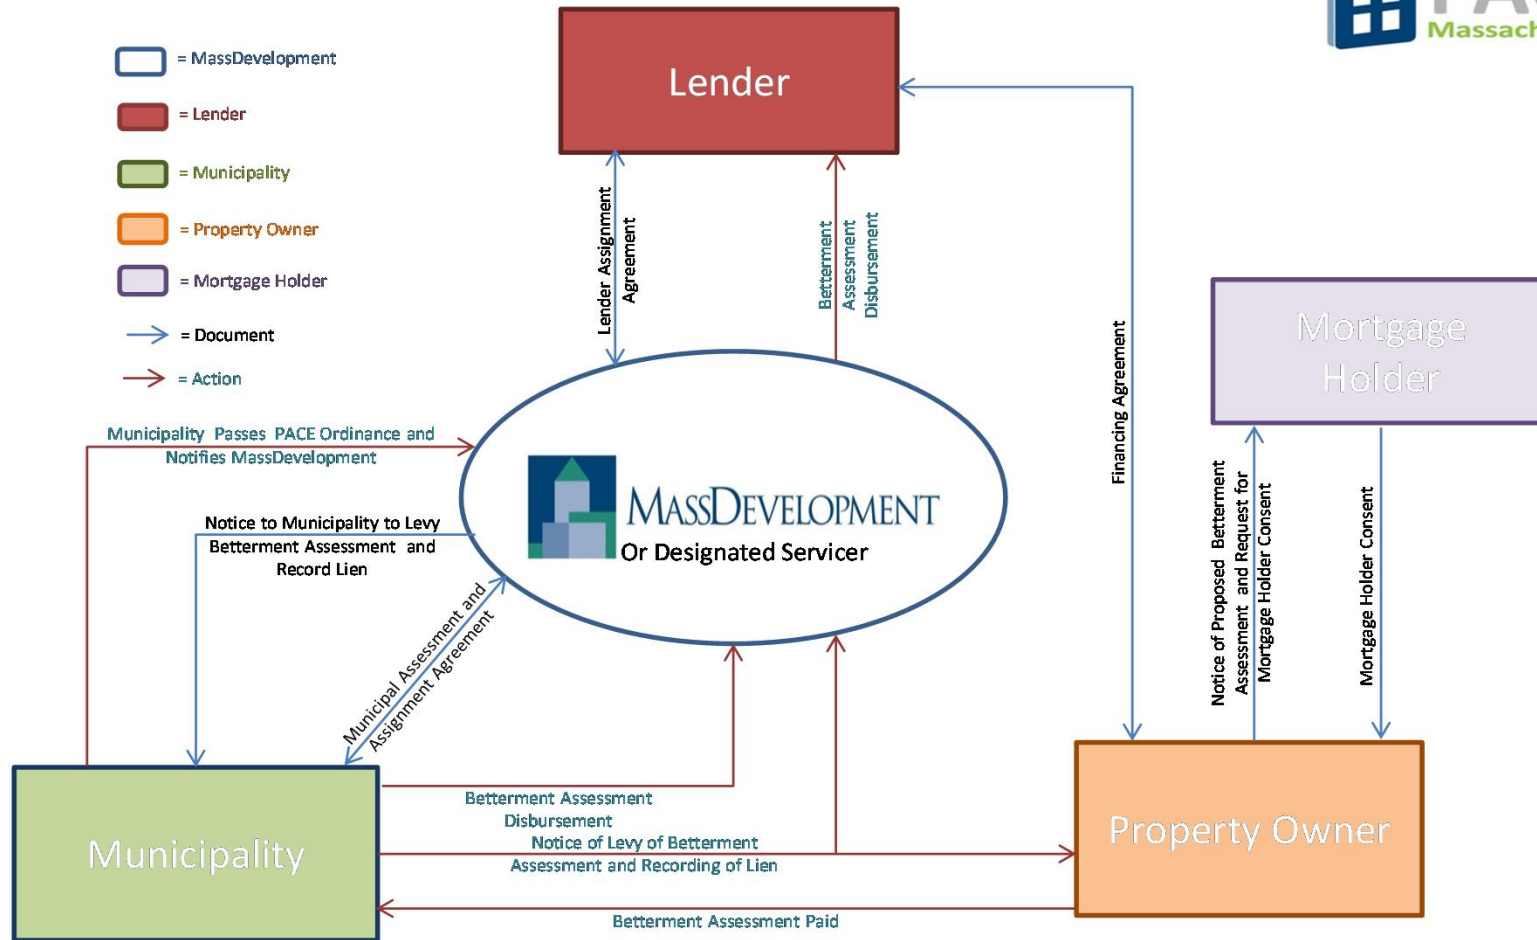 Massach
= MassDevelopment
= Lender
= Municipality
= Property Owner
= Mortgage Holder
= Document
= Action
Lender
Lender Assignment
Agreement
Betterment
Assessment
Disbursement
Financing Agreement
Mortgage
Holder
Municipality Passes PACE Ordinance and
Notifies MassDevelopment
Notice to Municipality to Levy
Betterment Assessment and
Record Lien
MASSDEVELOPMENT
Or Designated Servicer
Municipal Assessment and
Assignment Agreement
Notice of Proposed Betterment
Assessment and Request for
Mortgage Holder Consent
Mortgage Holder Consent
Betterment Assessment
Disbursement
Notice of Levy of Betterment
Assessment and Recording of Lien
Betterment Assessment Paid
Municipality
Property Owner